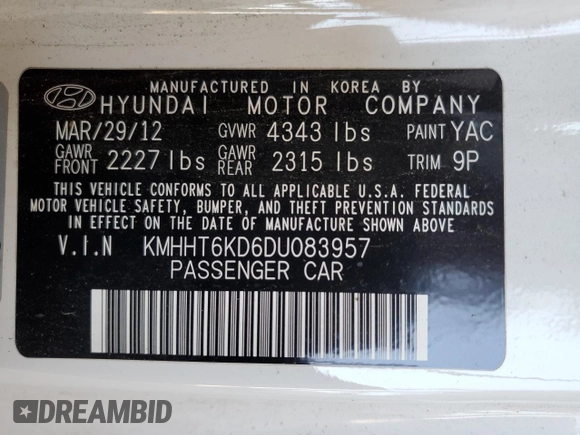 MANUFACTURED IN KOREA BY
HYUNDAI MOTOR COMPANY
MAR/29/12 GVWR 4343 lbs PAINT YAC
GAWR FRONT 2227 lbs GAWR REAR 2315 lbs TRIM 9P
THIS VEHICLE CONFORMS TO ALL APPLICABLE U.S.A. FEDERAL
MOTOR VEHICLE SAFETY, BUMPER, AND THEFT PREVENTION STANDARDS
IN EFFECT ON THE DATE OF MANUFACTURE SHOWN ABOVE.
V.I.N KMHHT6KD6DU083957
PASSENGER CAR
DREAMBID